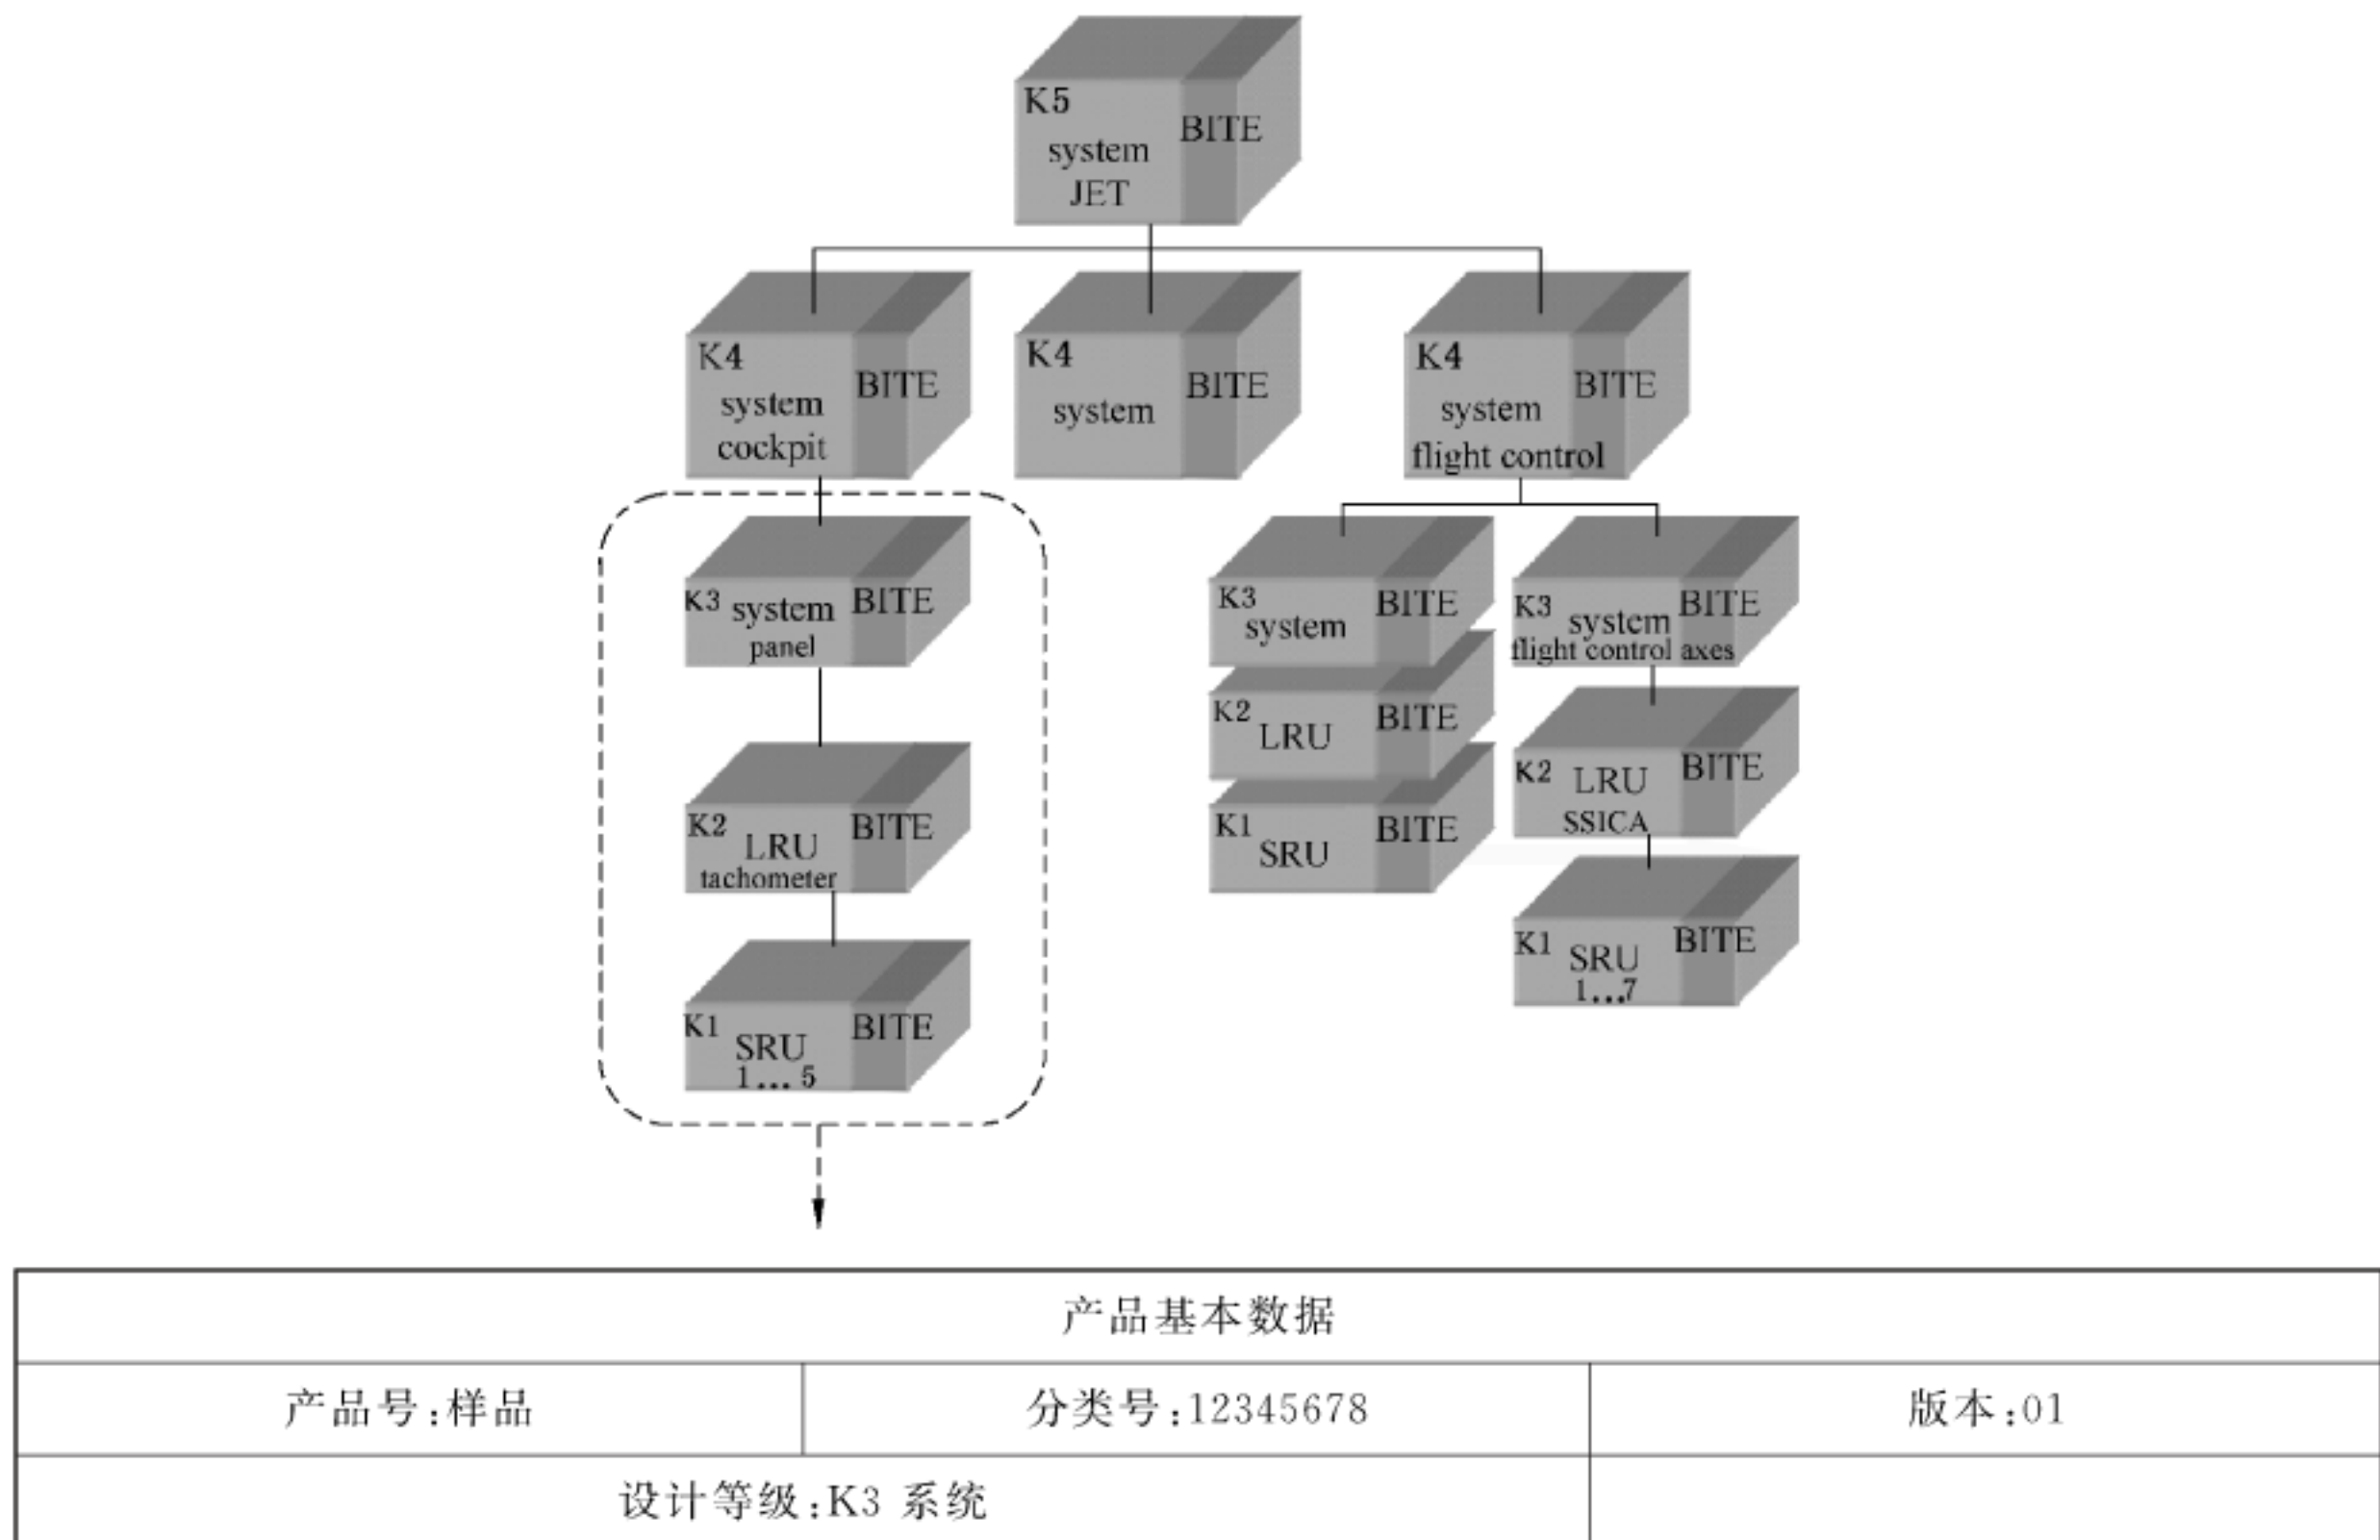 K5
BITE
system
JET
K4
BITE
system
cockpit
K4
BITE
system
K4
BITE
system
flight control
K3
system
BITE
panel
K2
BITE
LRU
tachometer
K1
BITE
SRU
1...5
K3
BITE
system
K2
BITE
LRU
K1
BITE
SRU
K3
BITE
system
flight control axes
K2
BITE
LRU
SSICA
K1
BITE
SRU
1...7
产品基本数据
产品号:样品
分类号:12345678
版本:01
设计等级:K3 系统